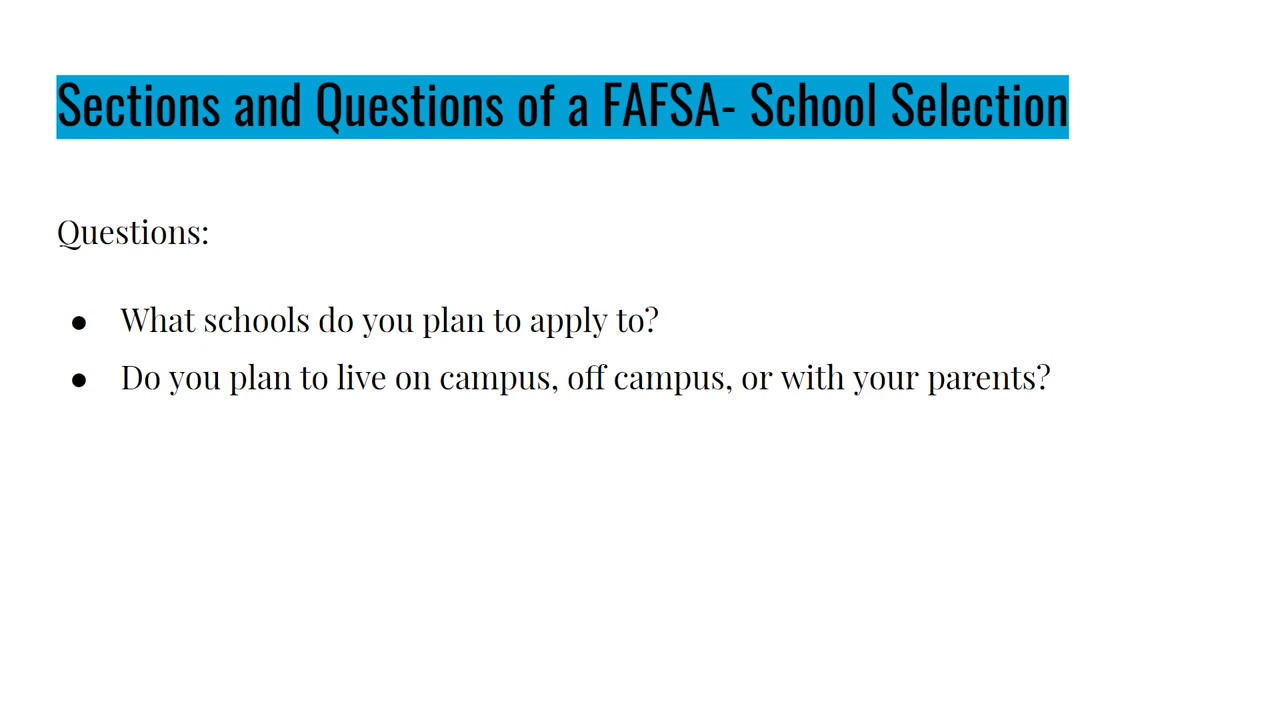 Sections and Questions of a FAFSA- School Selection
Questions:
● What schools do you plan to apply to?
● Do you plan to live on campus, off campus, or with your parents?